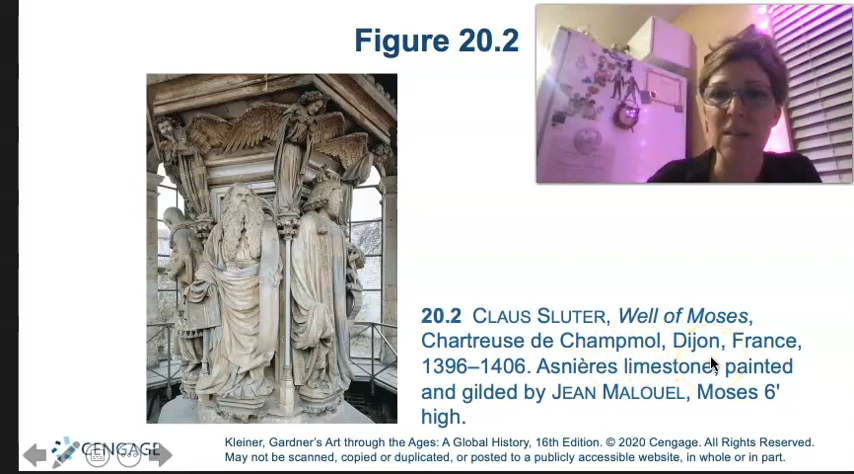 Figure 20.2
20.2 CLAUS SLUTER, Well of Moses,
Chartreuse de Champmol, Dijon, France,
1396–1406. Asnières limestone, painted
and gilded by JEAN MALOUEL, Moses 6'
high.
CENGAGE
Kleiner, Gardner's Art through the Ages: A Global History, 16th Edition. © 2020 Cengage. All Rights Reserved.
May not be scanned, copied or duplicated, or posted to a publicly accessible website, in whole or in part.